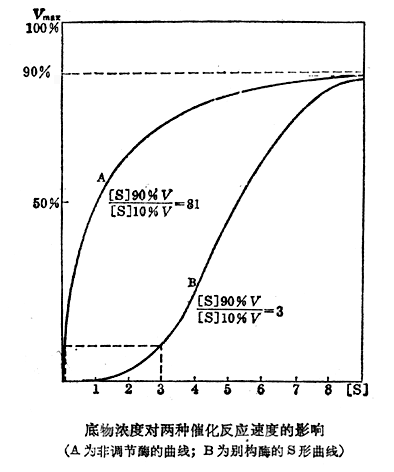 Vmax
100%
90%
A
[S]90%V
[S]10%V
=81
50%
B
[S]90%V
[S]10%V
=3
1 2 3 4 5 6 7 8 [S]
底物浓度对两种催化反应速度的影响
(A为非调节酶的曲线；B为别构酶的S形曲线)